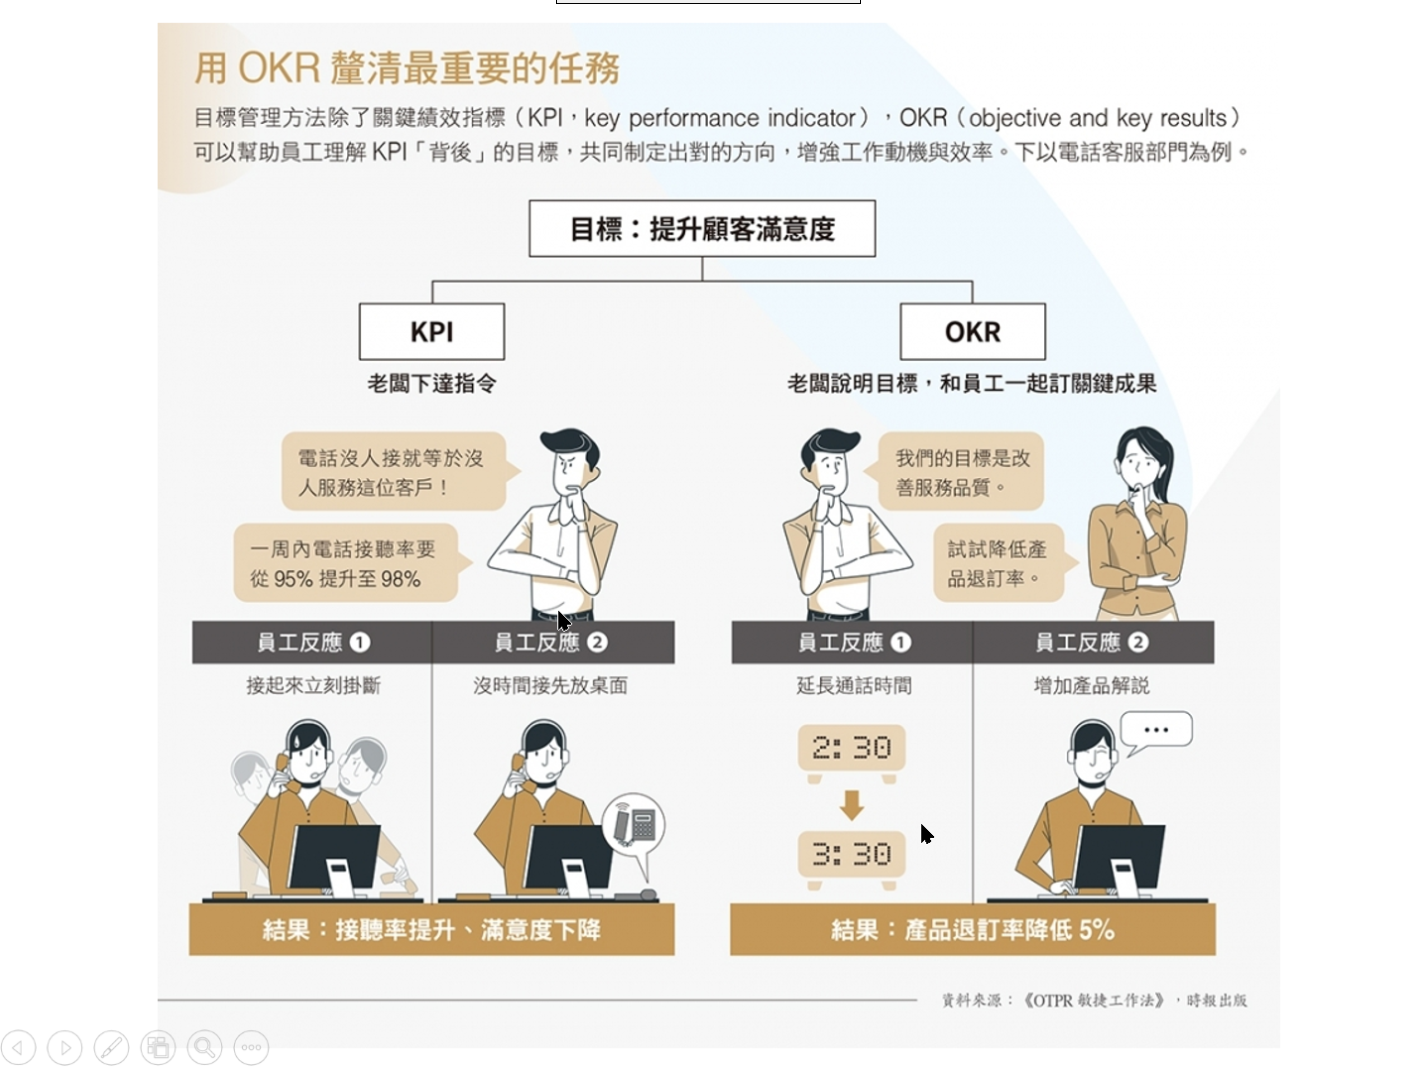 用 OKR 釐清最重要的任務
目標管理方法除了關鍵績效指標（KPI，key performance indicator），OKR（objective and key results）
可以幫助員工理解 KPI「背後」的目標，共同制定出對的方向，增強工作動機與效率。下以電話客服部門為例。
目標：提升顧客滿意度
KPI
老闆下達指令
電話沒人接就等於沒
人服務這位客戶！
一周內電話接聽率要
從 95% 提升至 98%
員工反應 1
接起來立刻掛斷
員工反應 2
沒時間接先放桌面
結果：接聽率提升、滿意度下降
OKR
老闆說明目標，和員工一起訂關鍵成果
我們的目標是改
善服務品質。
試試降低產
品退訂率。
員工反應 1
延長通話時間
2:30
3:30
員工反應 2
增加產品解說
...
結果：產品退訂率降低 5%
資料來源：《OTPR 敏捷工作法》，時報出版